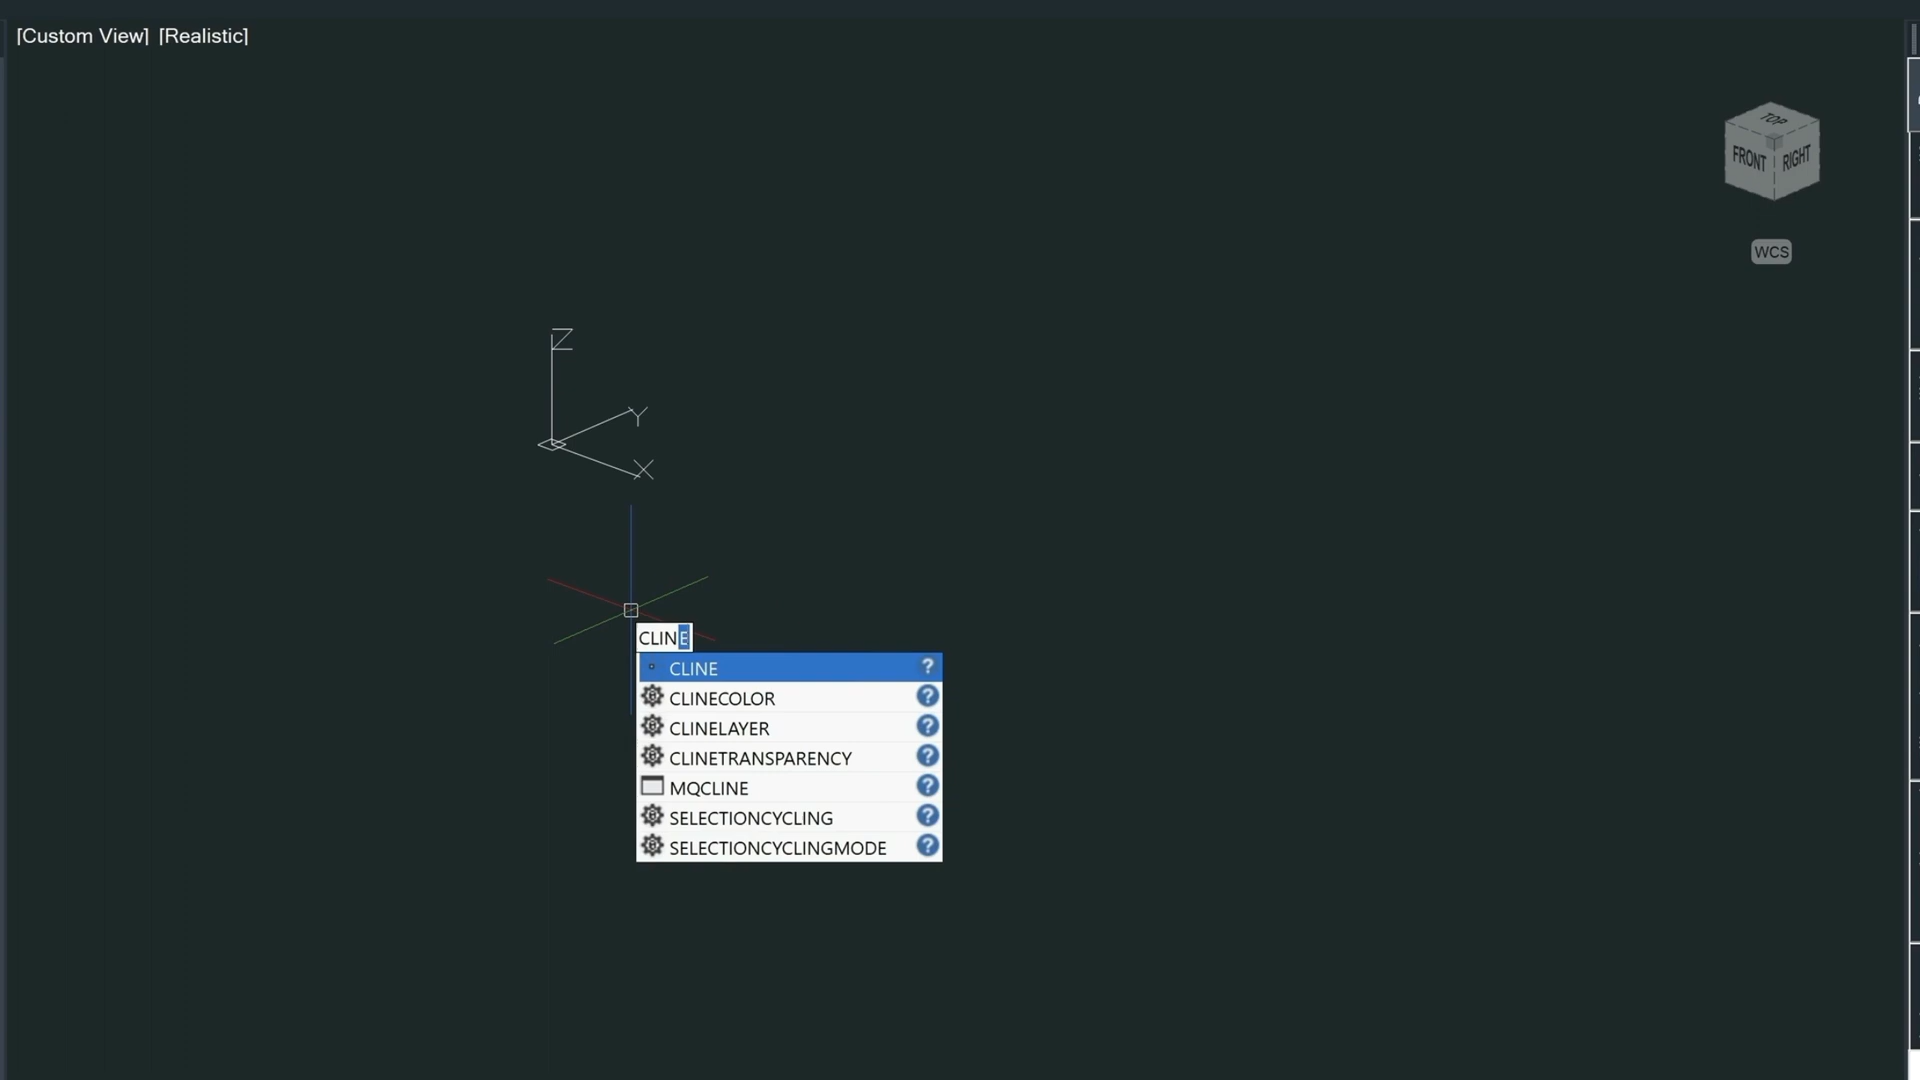 [Custom View] [Realistic]
TOP
FRONT RIGHT
WCS
Z
Y
X
CLINE
CLINE ?
CLINECOLOR ?
CLINELAYER ?
CLINETRANSPARENCY ?
MQCLINE ?
SELECTIONCYCLING ?
SELECTIONCYCLINGMODE ?